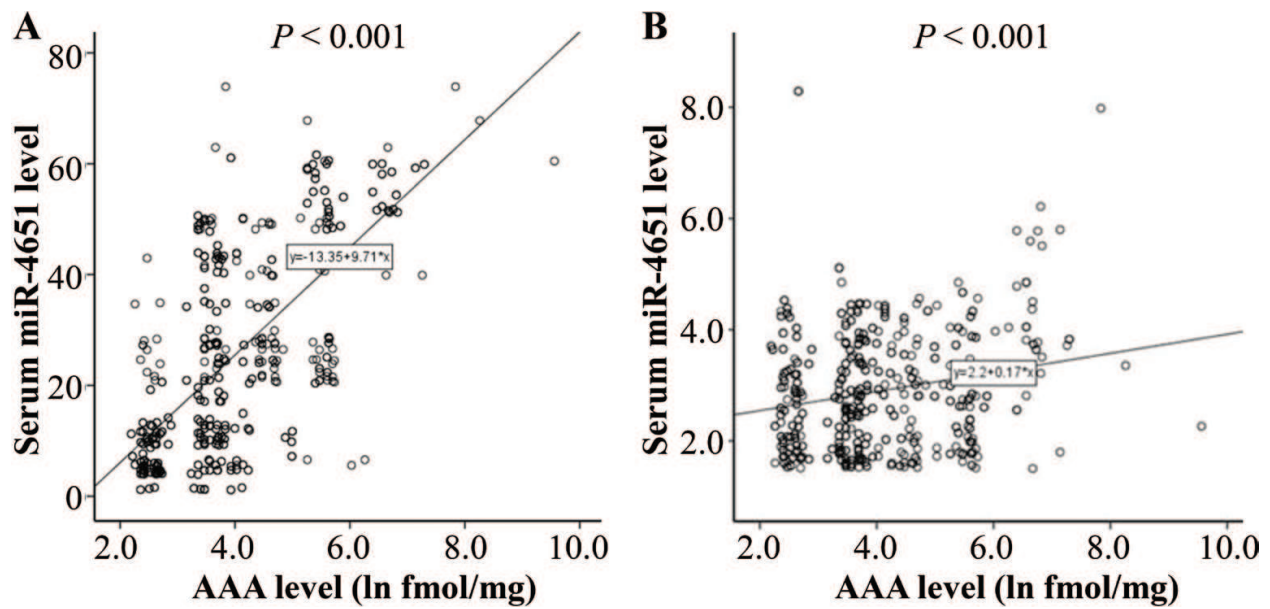 A
P < 0.001
Serum miR-4651 level
80
60
40
20
0
y=-13.35+9.71*x
2.0 4.0 6.0 8.0 10.0
AAA level (ln fmol/mg)
B
P < 0.001
Serum miR-4651 level
8.0
6.0
4.0
2.0
y=2.2+0.17*x
2.0 4.0 6.0 8.0 10.0
AAA level (ln fmol/mg)